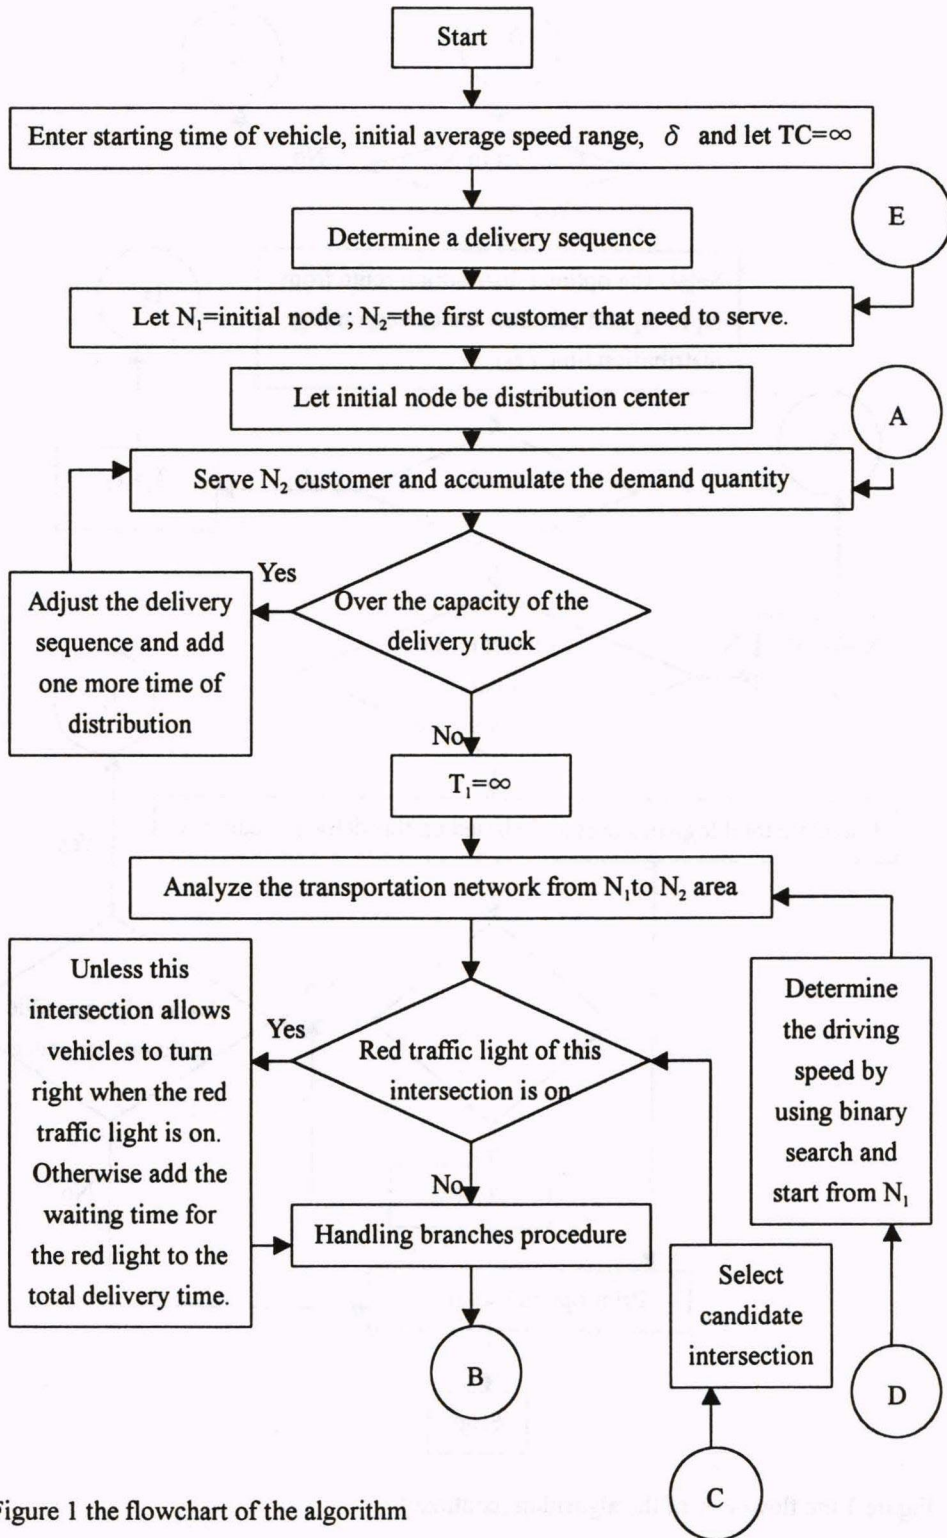 Start
Enter starting time of vehicle, initial average speed range, δ and let TC=∞
E
Determine a delivery sequence
Let N₁=initial node ; N₂=the first customer that need to serve.
Let initial node be distribution center
A
Serve N₂ customer and accumulate the demand quantity
Yes
Over the capacity of the
delivery truck
Adjust the delivery
sequence and add
one more time of
distribution
No
T₁=∞
Analyze the transportation network from N₁to N₂ area
Unless this
intersection allows
vehicles to turn
right when the red
traffic light is on.
Otherwise add the
waiting time for
the red light to the
total delivery time.
Yes
Red traffic light of this
intersection is on
Determine
the driving
speed by
using binary
search and
start from N₁
No
Handling branches procedure
Select
candidate
intersection
B
D
C
Figure 1 the flowchart of the algorithm